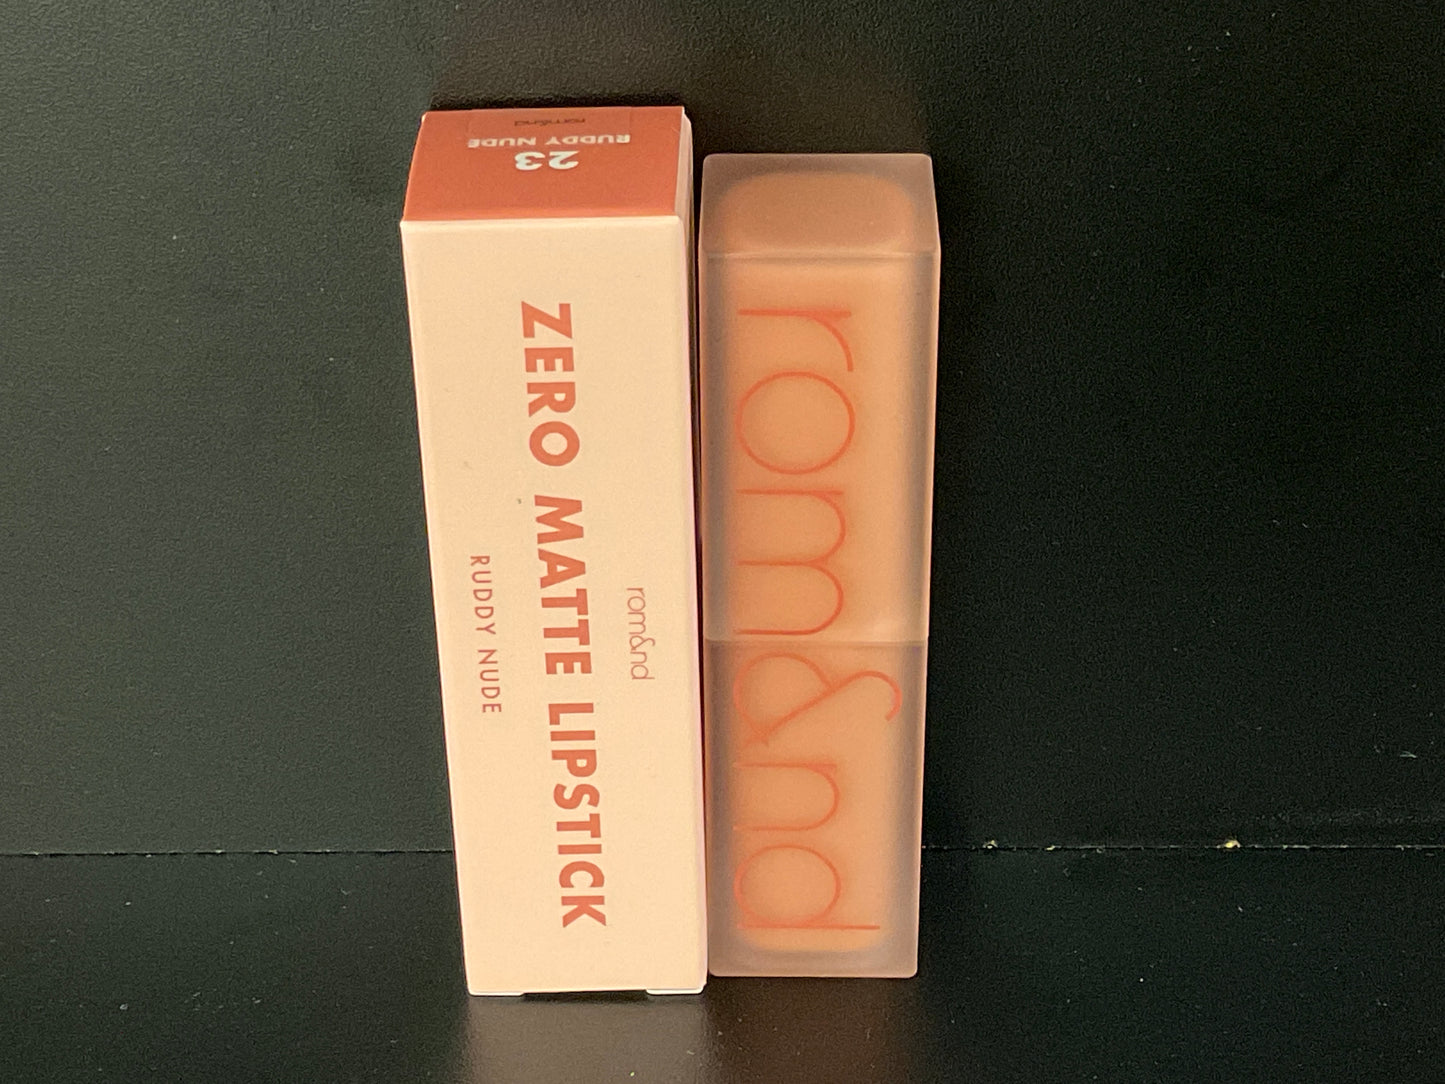 rom&nd
RUDDY NUDE
23
rom&nd
ZERO MATTE LIPSTICK
RUDDY NUDE
rom&nd